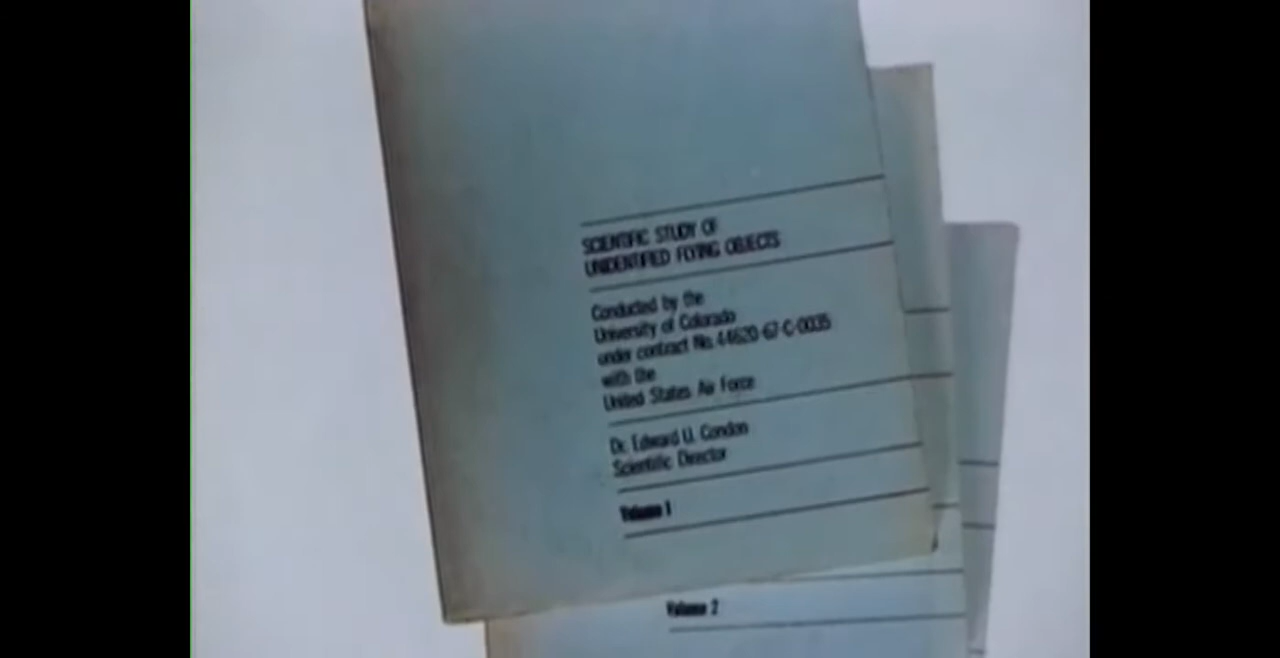 SCIENTIFIC STUDY OF
UNIDENTIFIED FLYING OBJECTS
Conducted by the
University of Colorado
under contract No. 44620-67-C-0035
with the
United States Air Force
Dr. Edward U. Condon
Scientific Director
Volume 1
Volume 2